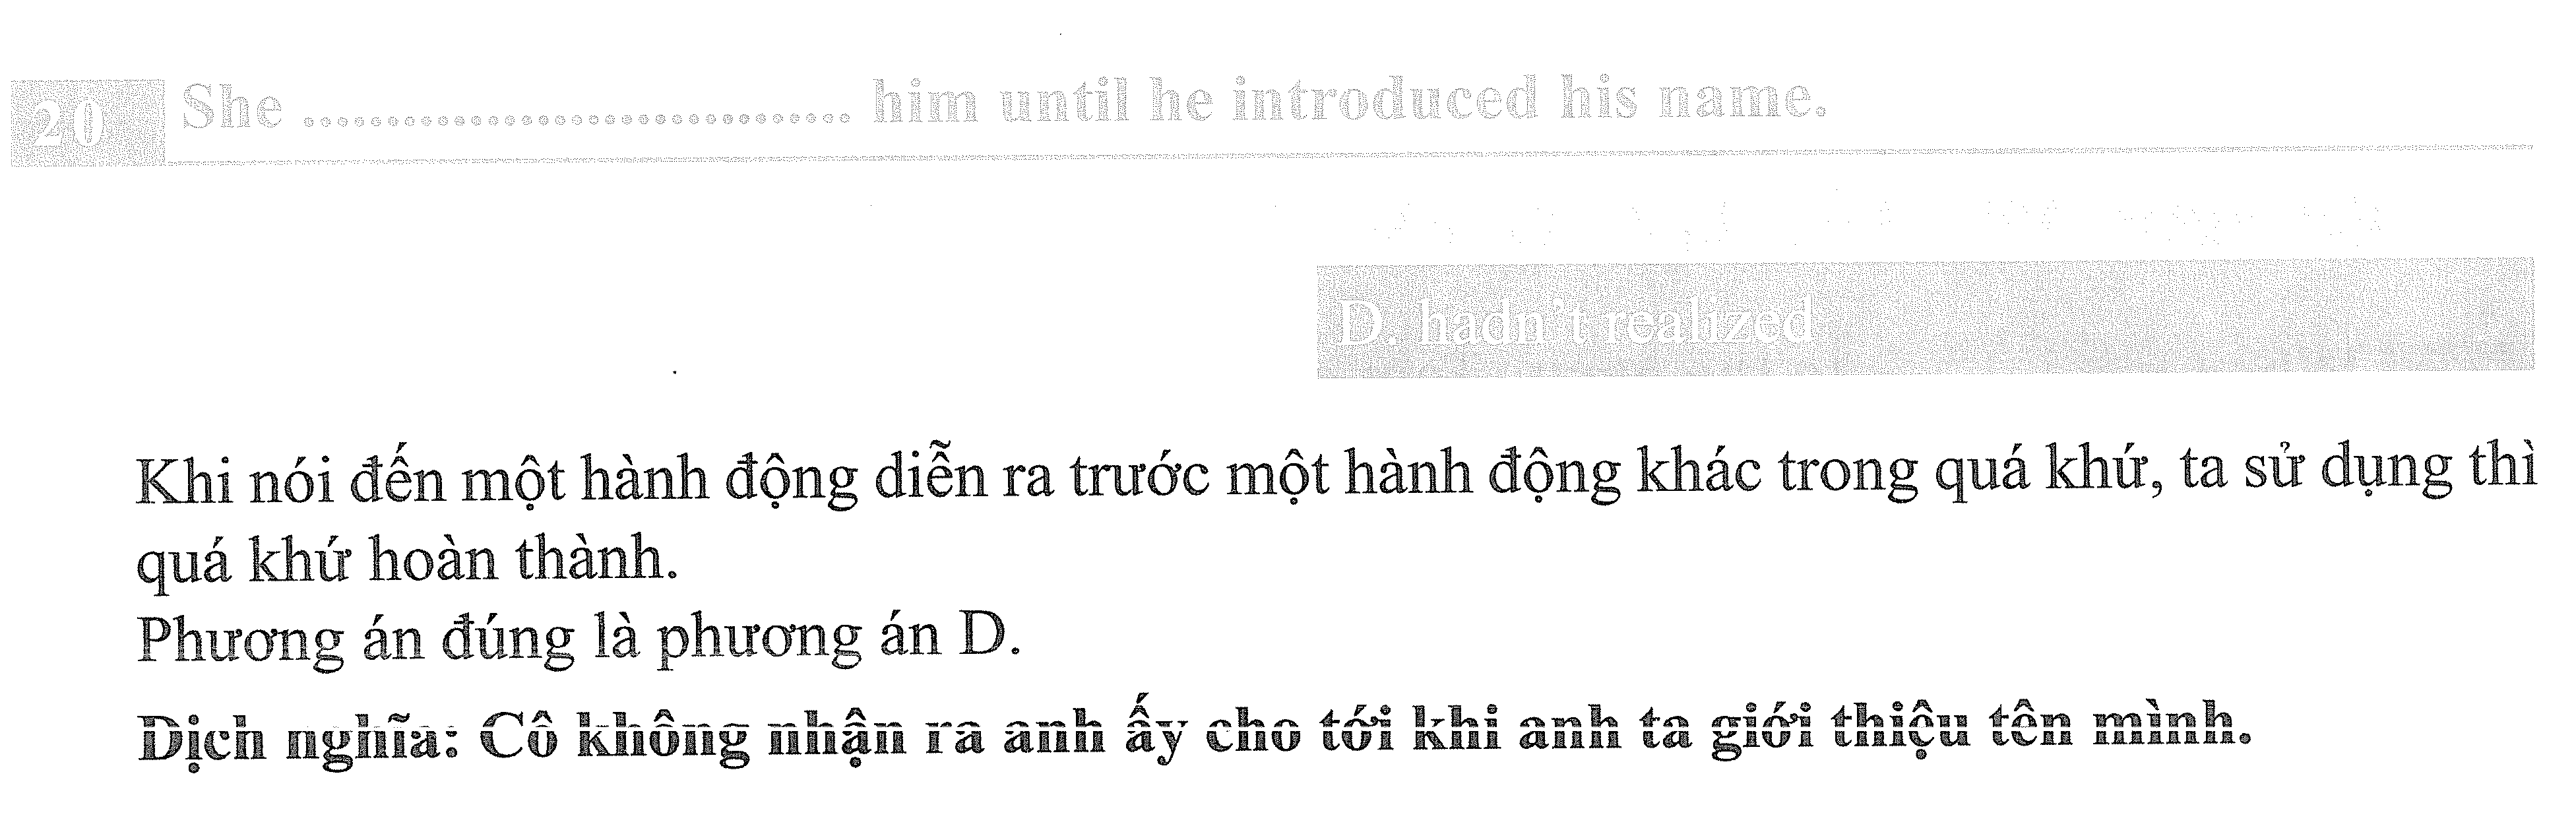 20 She .................................. him until he introduced his name.
D. hadn't realized
Khi nói đến một hành động diễn ra trước một hành động khác trong quá khứ, ta sử dụng thì
quá khứ hoàn thành.
Phương án đúng là phương án D.
Dịch nghĩa: Cô không nhận ra anh ấy cho tới khi anh ta giới thiệu tên mình.